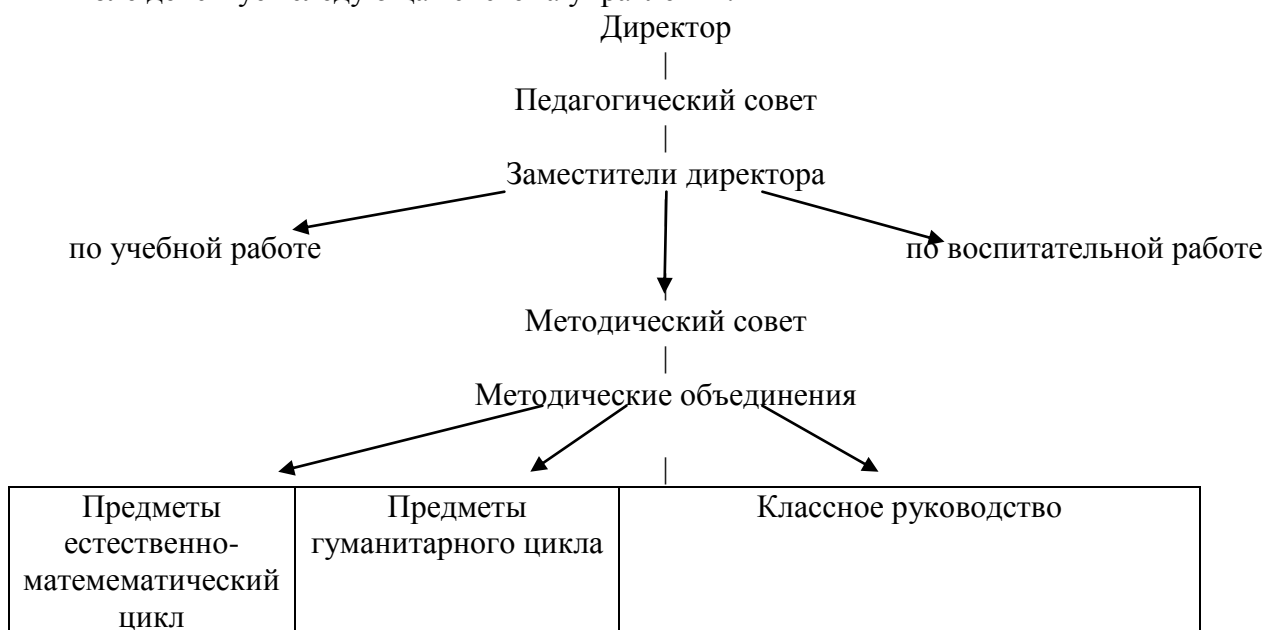 Директор
Педагогический совет
Заместители директора
по учебной работе
по воспитательной работе
Методический совет
Методические объединения
Предметы
естественно-
матемематический
цикл
Предметы
гуманитарного цикла
Классное руководство